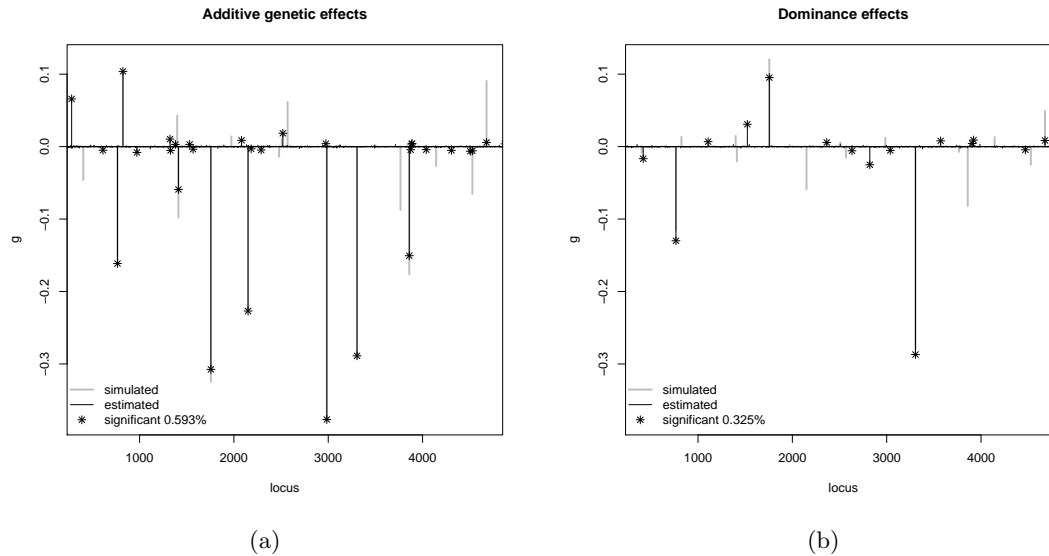 Additive genetic effects
0.1
0.0
−0.1
−0.2
−0.3
g
simulated
estimated
significant 0.593%
1000
2000
3000
4000
locus
(a)
Dominance effects
0.1
0.0
−0.1
−0.2
−0.3
g
simulated
estimated
significant 0.325%
1000
2000
3000
4000
locus
(b)